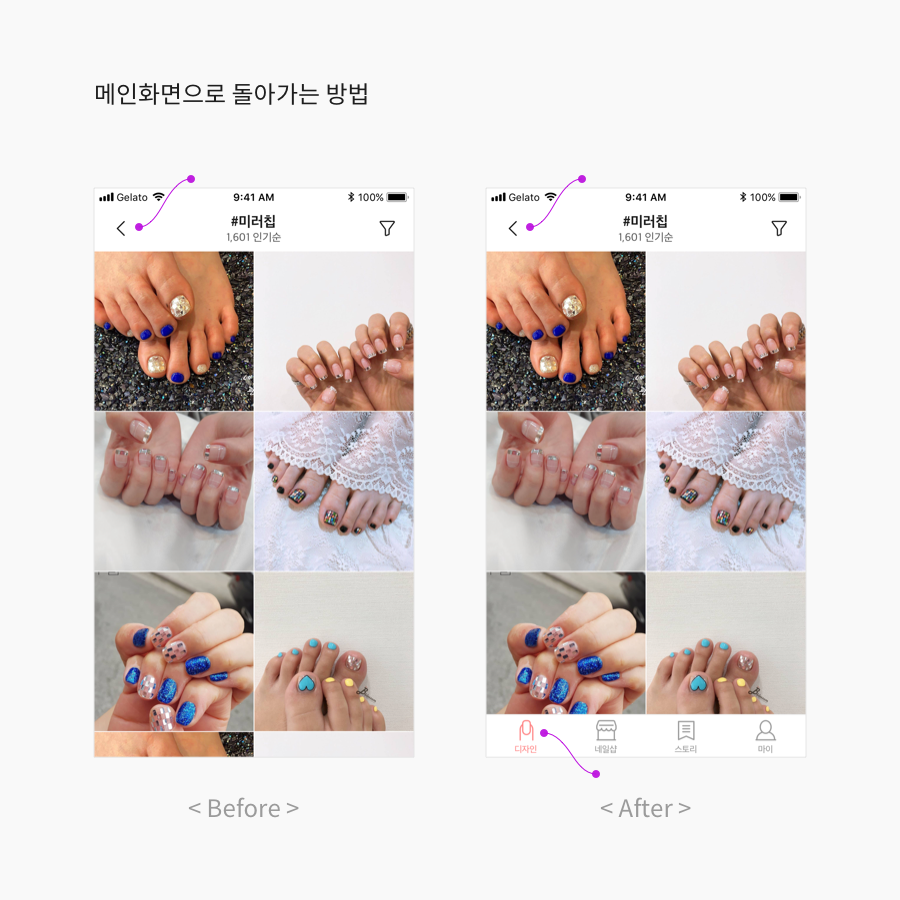 메인화면으로 돌아가는 방법
Gelato 9:41 AM 100%
#미러칩
1,601 인기순
Gelato 9:41 AM 100%
#미러칩
1,601 인기순
디자인 네일샵 스토리 마이
< Before >
< After >